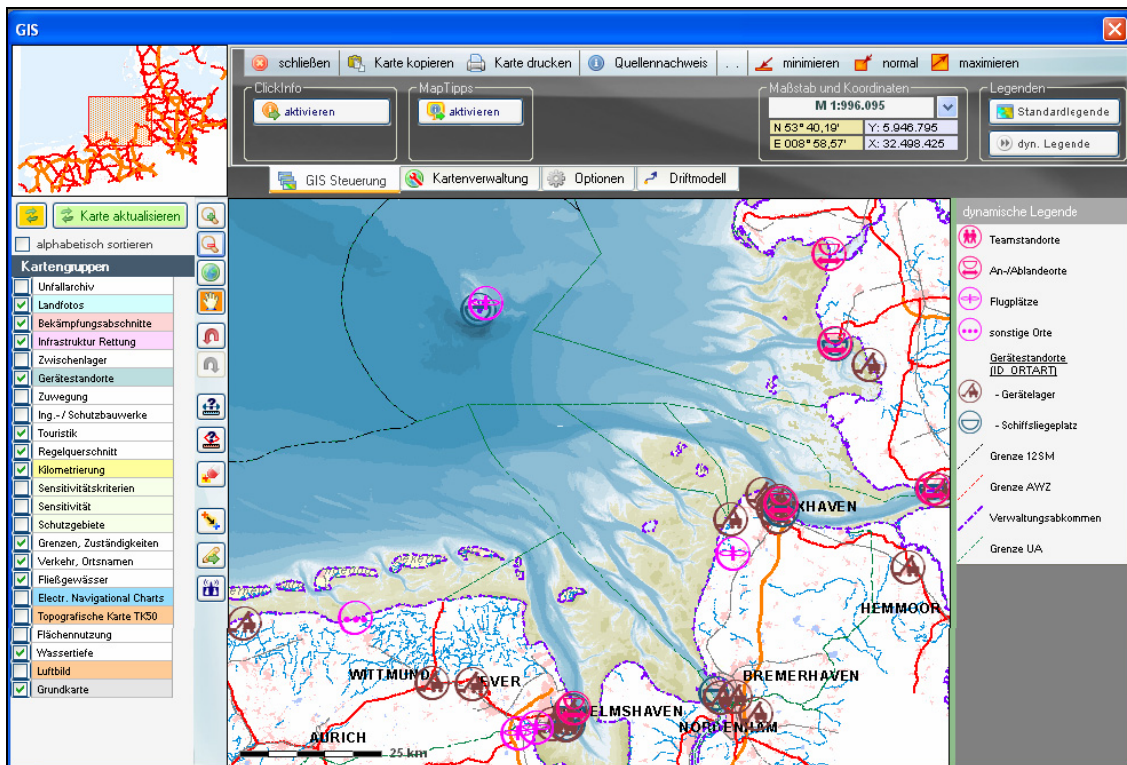 GIS
schließen Karte kopieren Karte drucken Quellennachweis . . minimieren normal maximieren
ClickInfo
aktivieren
MapTipps
aktivieren
Maßstab und Koordinaten
M 1:996.095
N 53° 40,19' Y: 5.946.795
E 008° 58,57' X: 32.498.425
Legenden
Standardlegende
dyn. Legende
GIS Steuerung Kartenverwaltung Optionen Driftmodell
Karte aktualisieren
alphabetisch sortieren
Kartengruppen
Unfallarchiv
Landfotos
Bekämpfungsabschnitte
Infrastruktur Rettung
Zwischenlager
Gerätestandorte
Zuwegung
Ing.- / Schutzbauwerke
Touristik
Regelquerschnitt
Kilometrierung
Sensitivitätskriterien
Sensitivität
Schutzgebiete
Grenzen, Zuständigkeiten
Verkehr, Ortsnamen
Fließgewässer
Electr. Navigational Charts
Topografische Karte TK50
Flächennutzung
Wassertiefe
Luftbild
Grundkarte
XHAVEN
HEMMOOR
WITTMUND
EVER
BREMERHAVEN
ELMSHAVEN
NORDENHAM
AURICH
25 km
dynamische Legende
Teamstandorte
An-/Ablandeorte
Flugplätze
sonstige Orte
Gerätestandorte
(ID_ORTART)
- Gerätelager
- Schiffsliegeplatz
Grenze 12SM
Grenze AWZ
Verwaltungsabkommen
Grenze UA